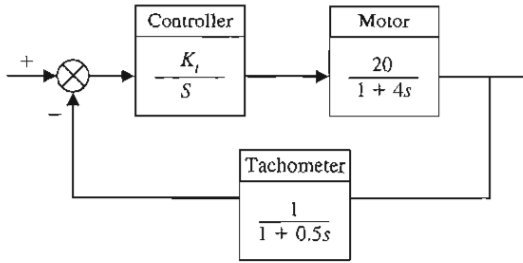 Controller
Motor
+
K_t
S
20
1 + 4s
−
Tachometer
1
1 + 0.5s